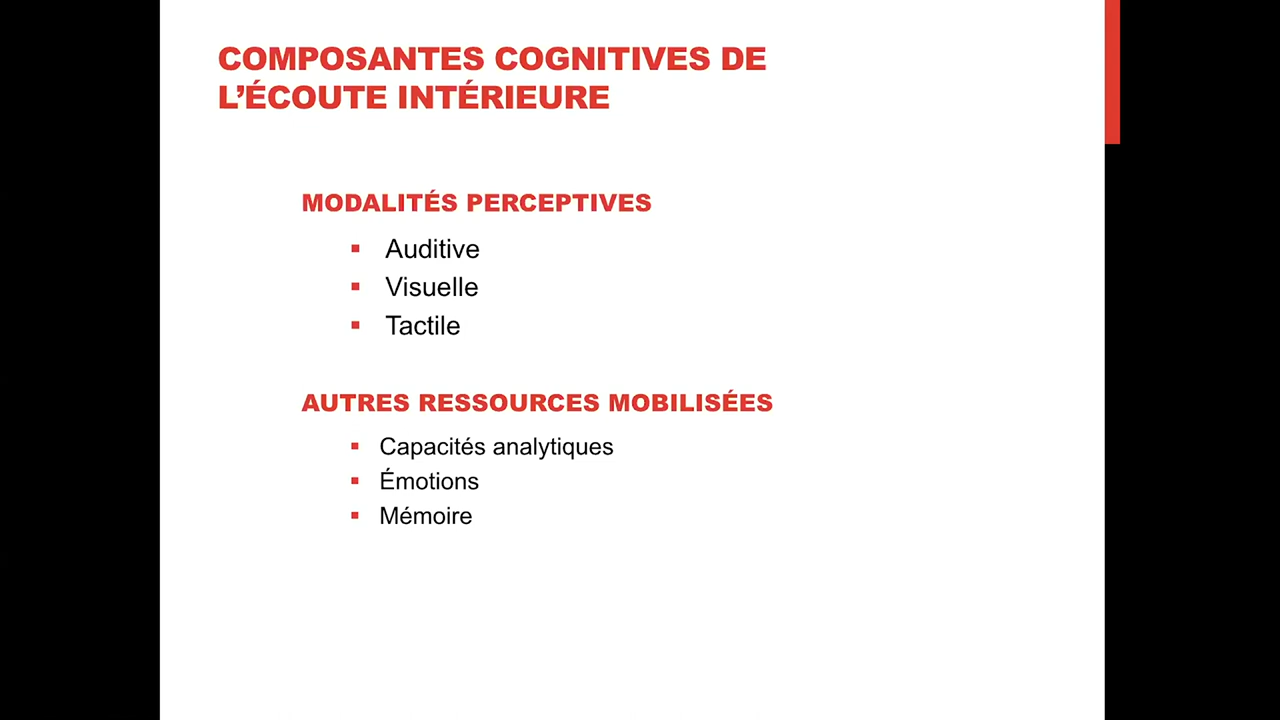 COMPOSANTES COGNITIVES DE
L’ÉCOUTE INTÉRIEURE
MODALITÉS PERCEPTIVES
Auditive
Visuelle
Tactile
AUTRES RESSOURCES MOBILISÉES
Capacités analytiques
Émotions
Mémoire